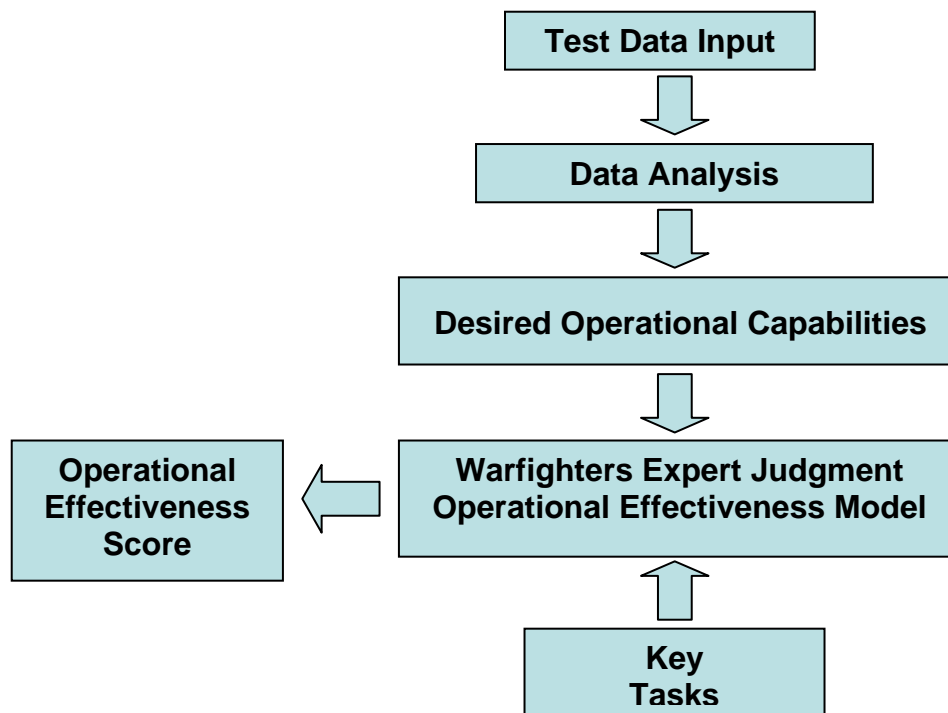 Test Data Input
Data Analysis
Desired Operational Capabilities
Warfighters Expert Judgment
Operational Effectiveness Model
Operational
Effectiveness
Score
Key
Tasks